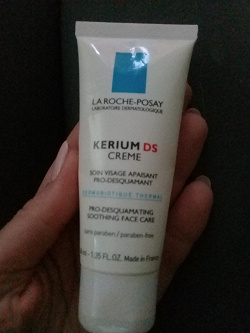 LA ROCHE-POSAY
LABORATOIRE DERMATOLOGIQUE
KERIUM DS
CREME
SOIN VISAGE APAISANT
PRO-DESQUAMANT
PRO-DESQUAMATING
SOOTHING FACE CARE
sans paraben / paraben-free
1.35 FL.OZ. Made in France